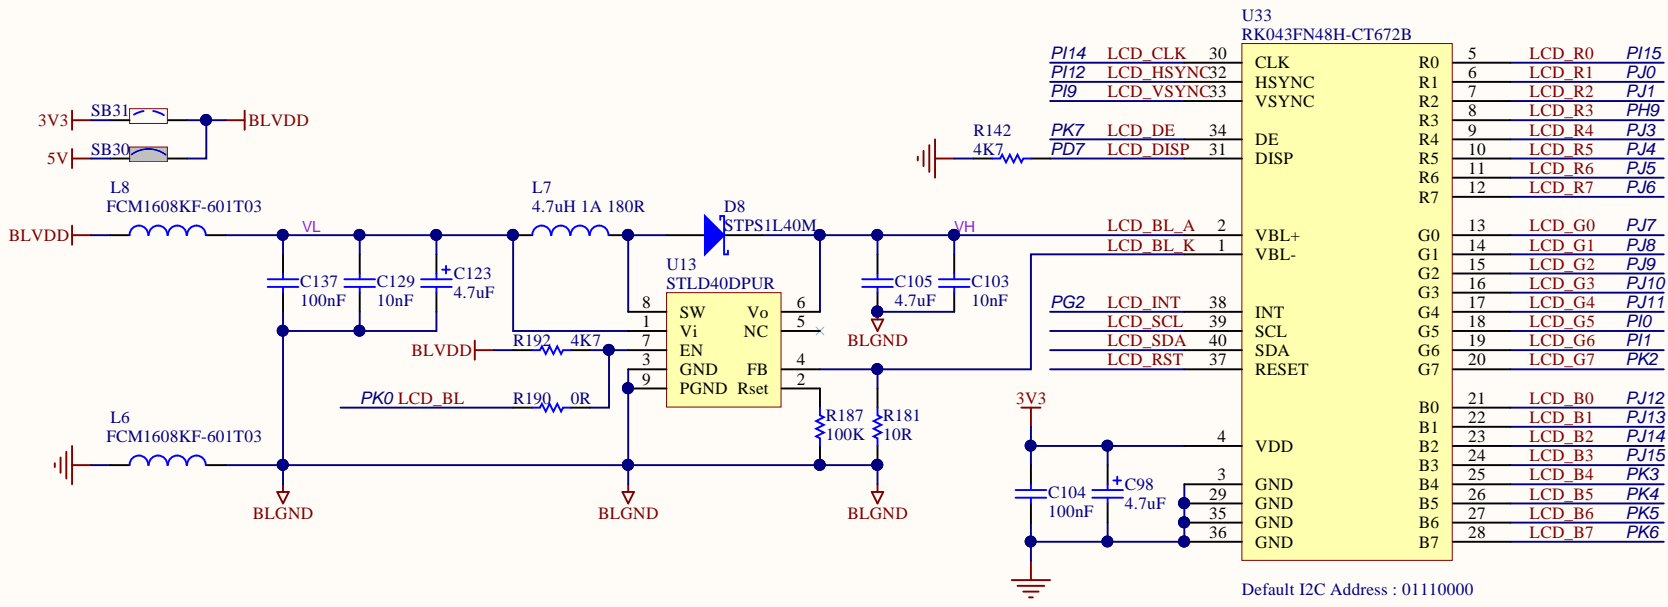 U33
RK043FN48H-CT672B
PI14 LCD_CLK 30 CLK
PI12 LCD_HSYNC 32 HSYNC
PI9 LCD_VSYNC 33 VSYNC
PK7 LCD_DE 34 DE
PD7 LCD_DISP 31 DISP
R142
4K7
LCD_BL_A 2 VBL+
LCD_BL_K 1 VBL-
PG2 LCD_INT 38 INT
LCD_SCL 39 SCL
LCD_SDA 40 SDA
LCD_RST 37 RESET
4 VDD
3 GND
29 GND
35 GND
36 GND
R0 5 LCD_R0 PI15
R1 6 LCD_R1 PJ0
R2 7 LCD_R2 PJ1
R3 8 LCD_R3 PH9
R4 9 LCD_R4 PJ3
R5 10 LCD_R5 PJ4
R6 11 LCD_R6 PJ5
R7 12 LCD_R7 PJ6
G0 13 LCD_G0 PJ7
G1 14 LCD_G1 PJ8
G2 15 LCD_G2 PJ9
G3 16 LCD_G3 PJ10
G4 17 LCD_G4 PJ11
G5 18 LCD_G5 PI0
G6 19 LCD_G6 PI1
G7 20 LCD_G7 PK2
B0 21 LCD_B0 PJ12
B1 22 LCD_B1 PJ13
B2 23 LCD_B2 PJ14
B3 24 LCD_B3 PJ15
B4 25 LCD_B4 PK3
B5 26 LCD_B5 PK4
B6 27 LCD_B6 PK5
B7 28 LCD_B7 PK6
Default I2C Address : 01110000
3V3 SB31 BLVDD
5V SB30
L8
FCM1608KF-601T03
BLVDD
VL
L7
4.7uH 1A 180R
D8
STPS1L40M
VH
C137
100nF
C129
10nF
+ C123
4.7uF
C105
4.7uF
C103
10nF
BLGND
U13
STLD40DPUR
8 SW Vo 6
1 Vi NC 5
7 EN
3 GND FB 4
9 PGND Rset 2
BLVDD R192 4K7
PK0 LCD_BL R190 0R
R187
100K
R181
10R
L6
FCM1608KF-601T03
BLGND
BLGND
BLGND
3V3
C104
100nF
+ C98
4.7uF